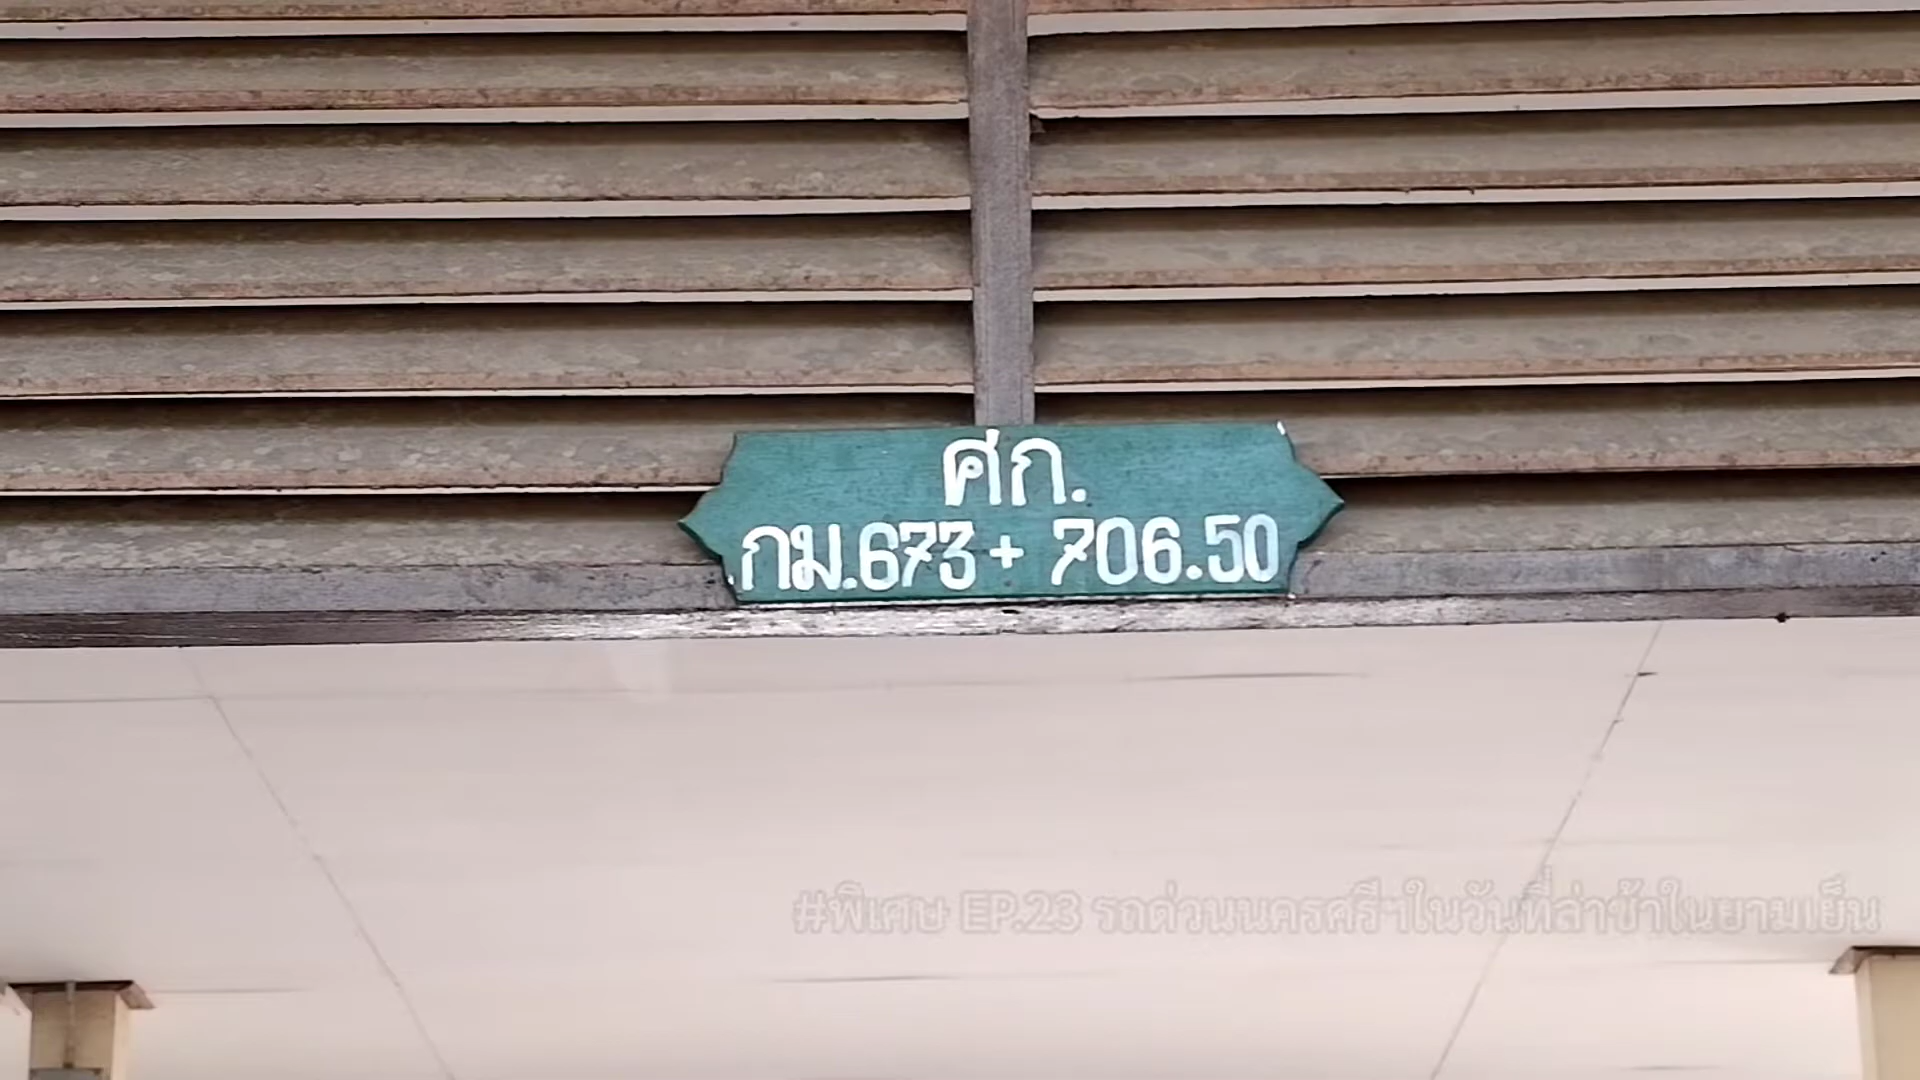 ศก.
กม.673+ 706.50
#พิเศษ EP.23 รถด่วนนครศรีฯในวันที่ล่าช้าในยามเย็น